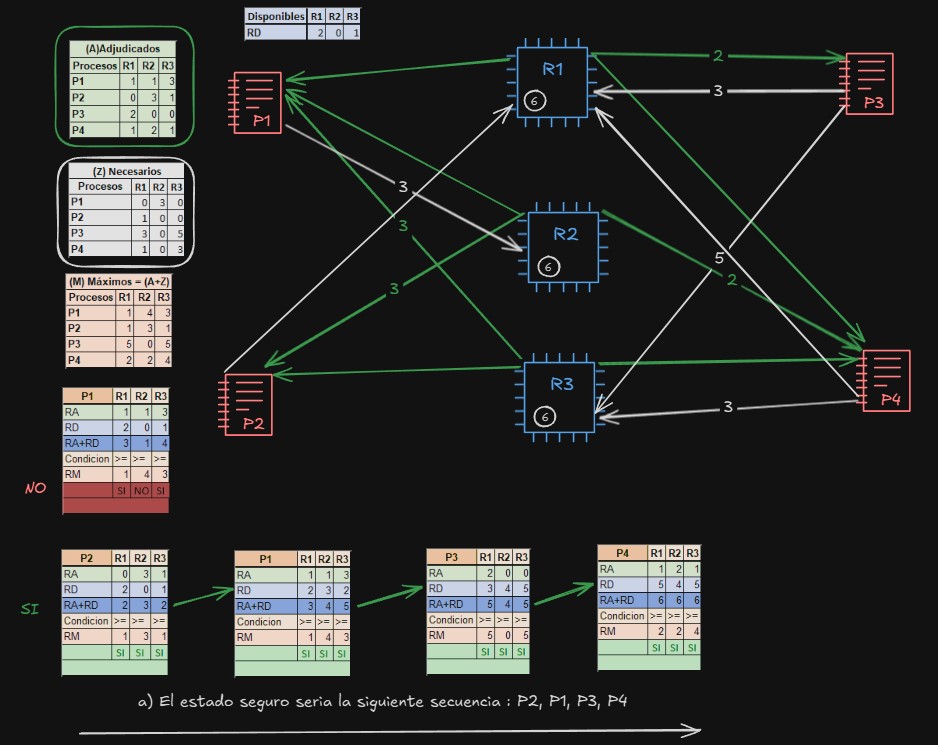 Disponibles R1 R2 R3
RD 2 0 1
(A)Adjudicados
Procesos R1 R2 R3
P1 1 1 3
P2 0 3 1
P3 2 0 0
P4 1 2 1
(Z) Necesarios
Procesos R1 R2 R3
P1 0 3 0
P2 1 0 0
P3 3 0 5
P4 1 0 3
(M) Máximos = (A+Z)
Procesos R1 R2 R3
P1 1 4 3
P2 1 3 1
P3 5 0 5
P4 2 2 4
P1 R1 R2 R3
RA 1 1 3
RD 2 0 1
RA+RD 3 1 4
Condicion >= >= >=
RM 1 4 3
SI NO SI
NO
P1
R1
6
2
3
P3
3
3
R2
6
5
2
3
R3
6
P2
3
P4
SI
P2 R1 R2 R3
RA 0 3 1
RD 2 0 1
RA+RD 2 3 2
Condicion >= >= >=
RM 1 3 1
SI SI SI
P1 R1 R2 R3
RA 1 1 3
RD 2 3 2
RA+RD 3 4 5
Condicion >= >= >=
RM 1 4 3
SI SI SI
P3 R1 R2 R3
RA 2 0 0
RD 3 4 5
RA+RD 5 4 5
Condicion >= >= >=
RM 5 0 5
SI SI SI
P4 R1 R2 R3
RA 1 2 1
RD 5 4 5
RA+RD 6 6 6
Condicion >= >= >=
RM 2 2 4
SI SI SI
a) El estado seguro seria la siguiente secuencia : P2, P1, P3, P4